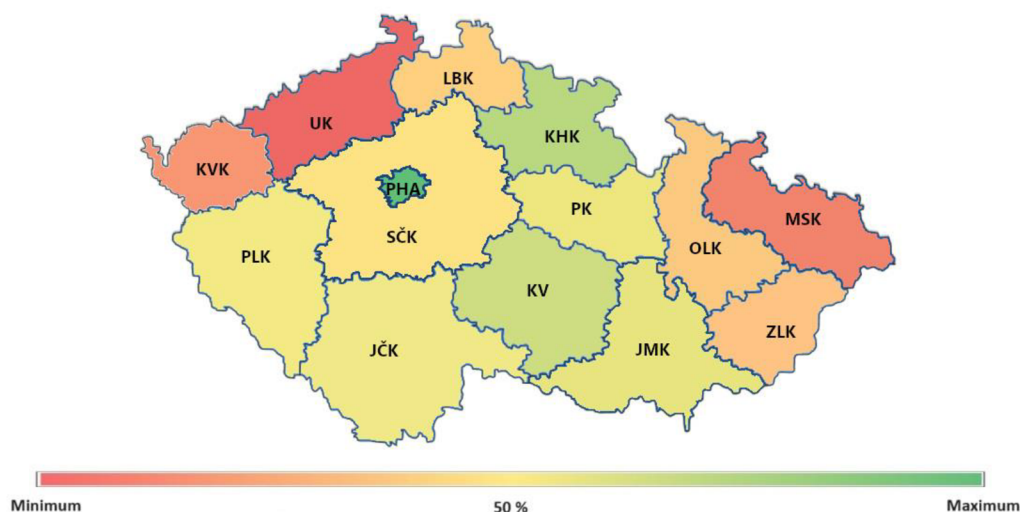 LBK
UK
KHK
KVK
PHA
PK
MSK
SČK
OLK
PLK
KV
ZLK
JČK
JMK
Minimum
50 %
Maximum